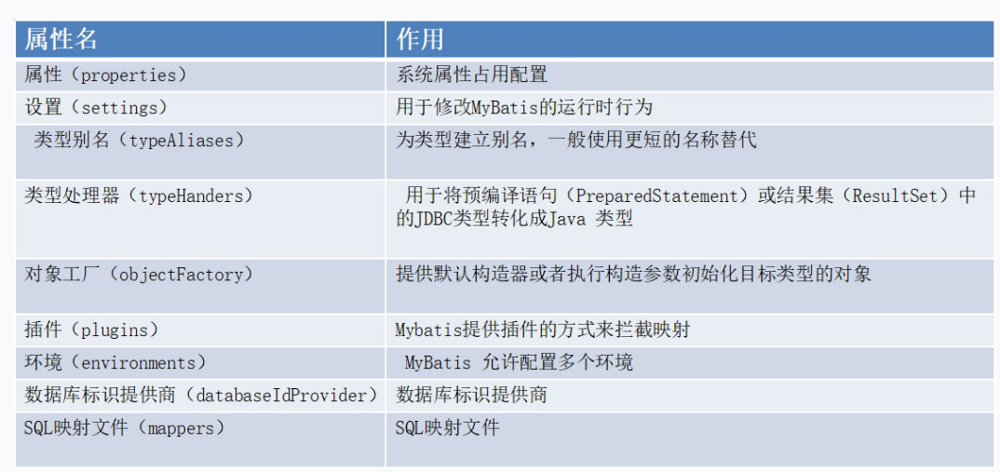 属性名 作用
属性（properties） 系统属性占用配置
设置（settings） 用于修改MyBatis的运行时行为
类型别名（typeAliases） 为类型建立别名，一般使用更短的名称替代
类型处理器（typeHanders） 用于将预编译语句（PreparedStatement）或结果集（ResultSet）中
的JDBC类型转化成Java 类型
对象工厂（objectFactory） 提供默认构造器或者执行构造参数初始化目标类型的对象
插件（plugins） Mybatis提供插件的方式来拦截映射
环境（environments） MyBatis 允许配置多个环境
数据库标识提供商（databaseIdProvider） 数据库标识提供商
SQL映射文件（mappers） SQL映射文件